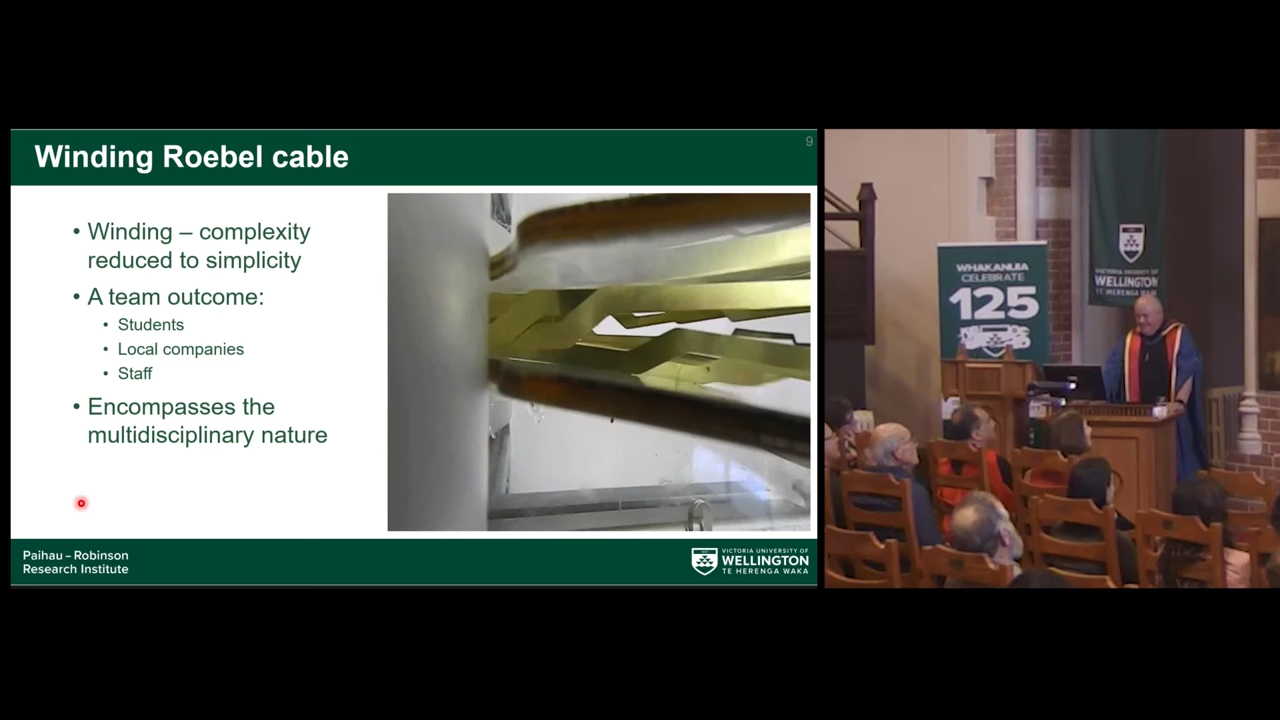 Winding Roebel cable
9
• Winding – complexity
reduced to simplicity
• A team outcome:
• Students
• Local companies
• Staff
• Encompasses the
multidisciplinary nature
Paihau – Robinson
Research Institute
VICTORIA UNIVERSITY OF
WELLINGTON
TE HERENGA WAKA
WHAKANUIA
CELEBRATE
125
VICTORIA UNIVERSITY OF
WELLINGTON
TE HERENGA WAKA